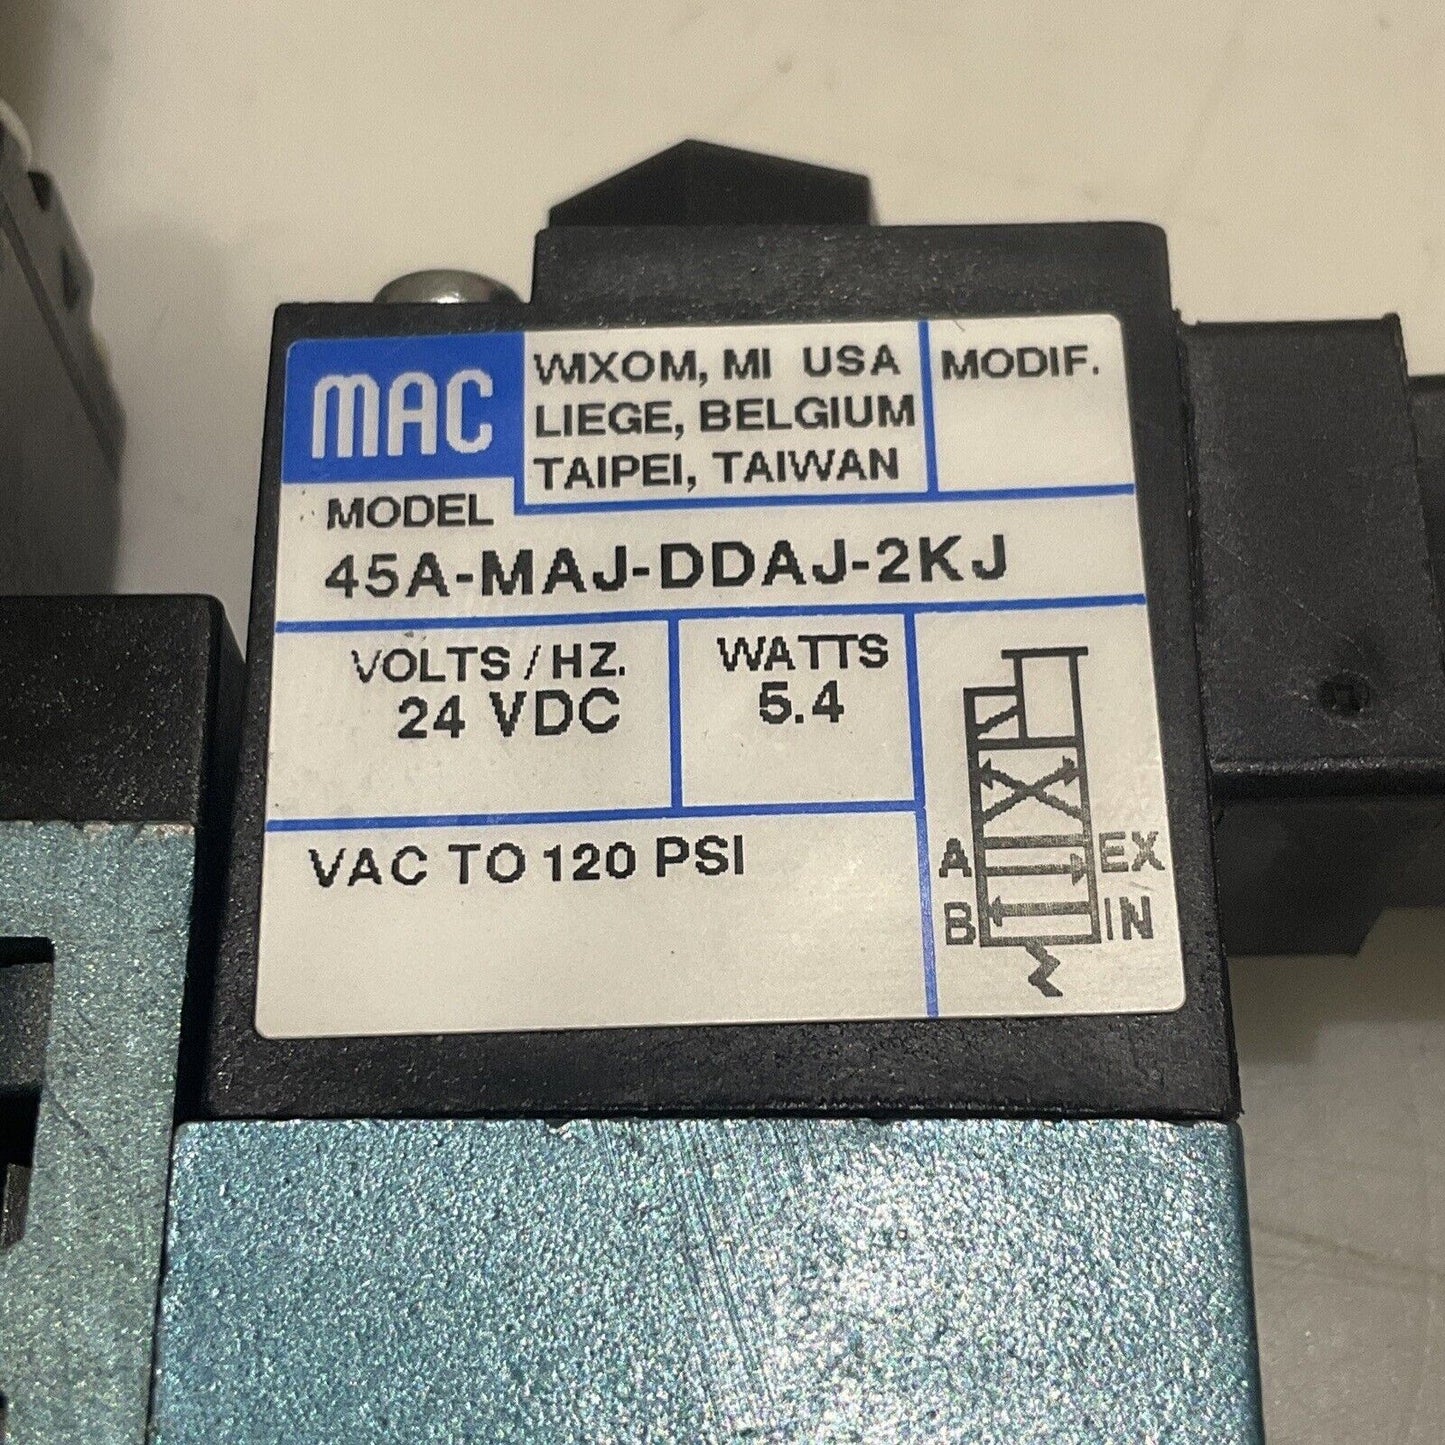 MAC
WIXOM, MI USA
LIEGE, BELGIUM
TAIPEI, TAIWAN
MODIF.
MODEL
45A-MAJ-DDAJ-2KJ
VOLTS/HZ.
24 VDC
WATTS
5.4
VAC TO 120 PSI
A EX
B IN